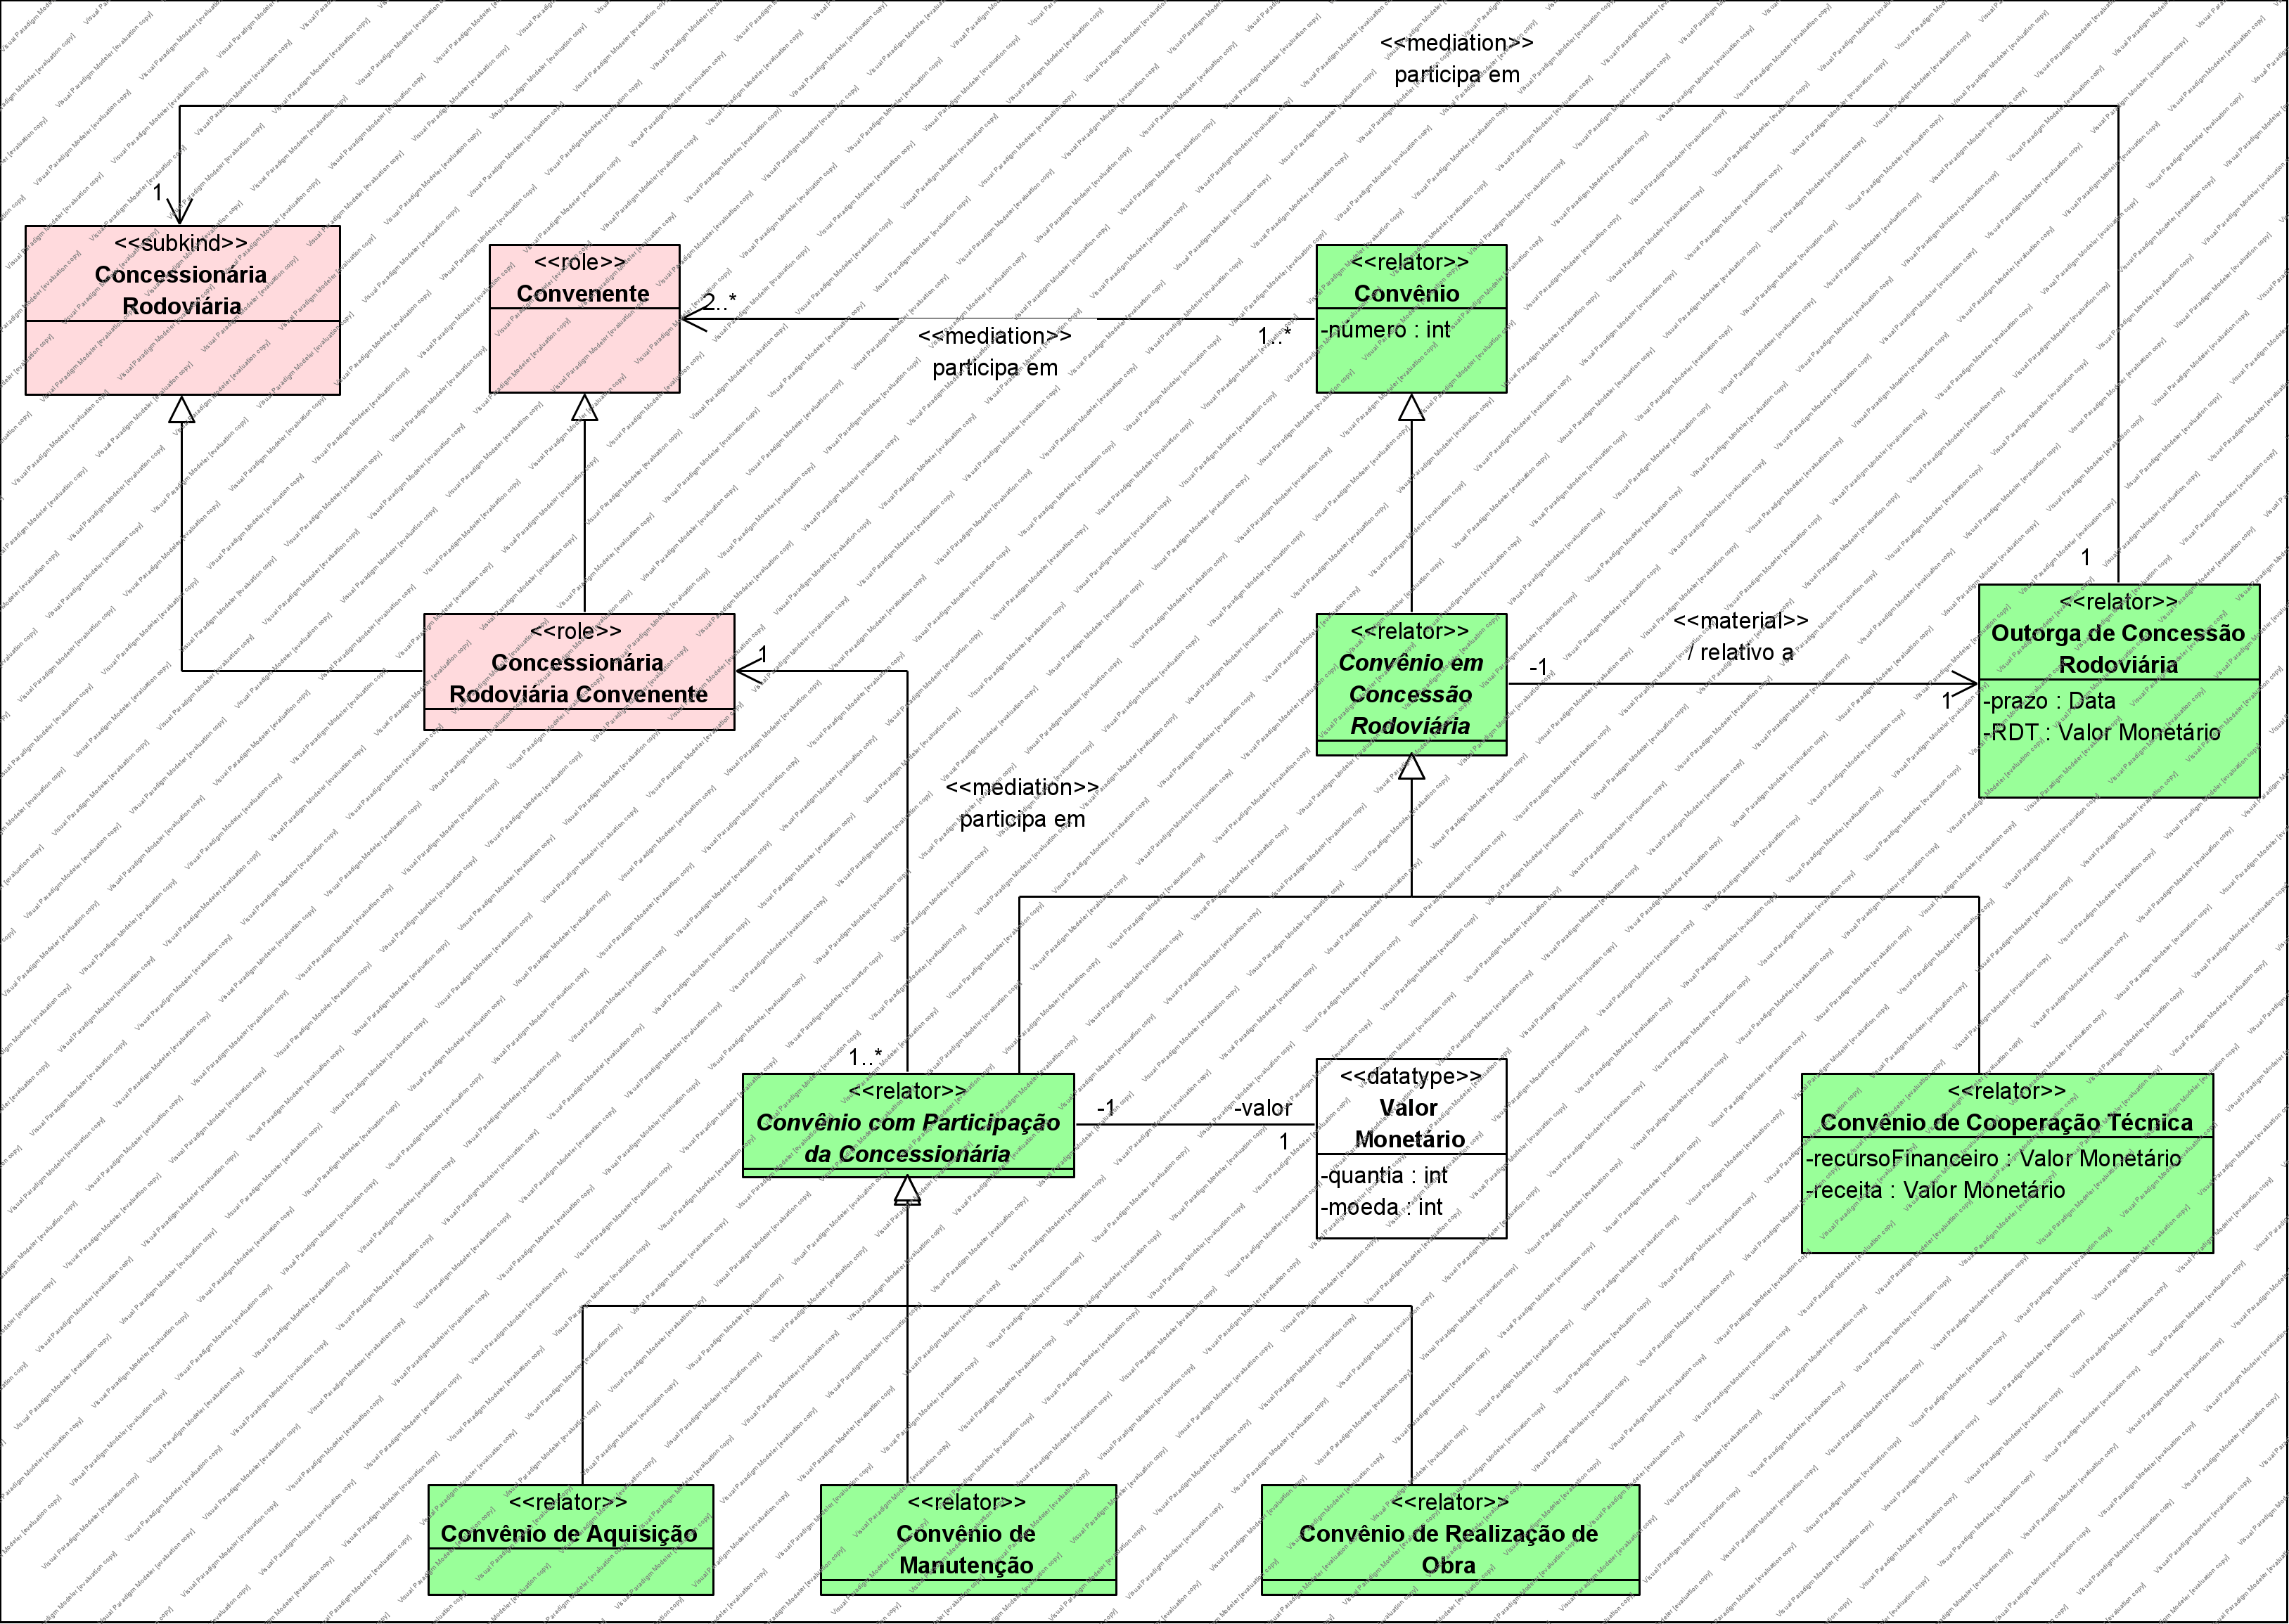 <<mediation>>
participa em
1
<<subkind>>
Concessionária
Rodoviária
<<role>>
Convenente
2..*
<<mediation>>
participa em
1..*
<<relator>>
Convênio
-número : int
<<role>>
Concessionária
Rodoviária Convenente
1
<<mediation>>
participa em
<<relator>>
Convênio em
Concessão
Rodoviária
-1
<<material>>
/ relativo a
1
1
<<relator>>
Outorga de Concessão
Rodoviária
-prazo : Data
-RDT : Valor Monetário
1..*
<<relator>>
Convênio com Participação
da Concessionária
-1
-valor
1
<<datatype>>
Valor
Monetário
-quantia : int
-moeda : int
<<relator>>
Convênio de Cooperação Técnica
-recursoFinanceiro : Valor Monetário
-receita : Valor Monetário
<<relator>>
Convênio de Aquisição
<<relator>>
Convênio de
Manutenção
<<relator>>
Convênio de Realização de
Obra
Visual Paradigm Modeler [evaluation copy]